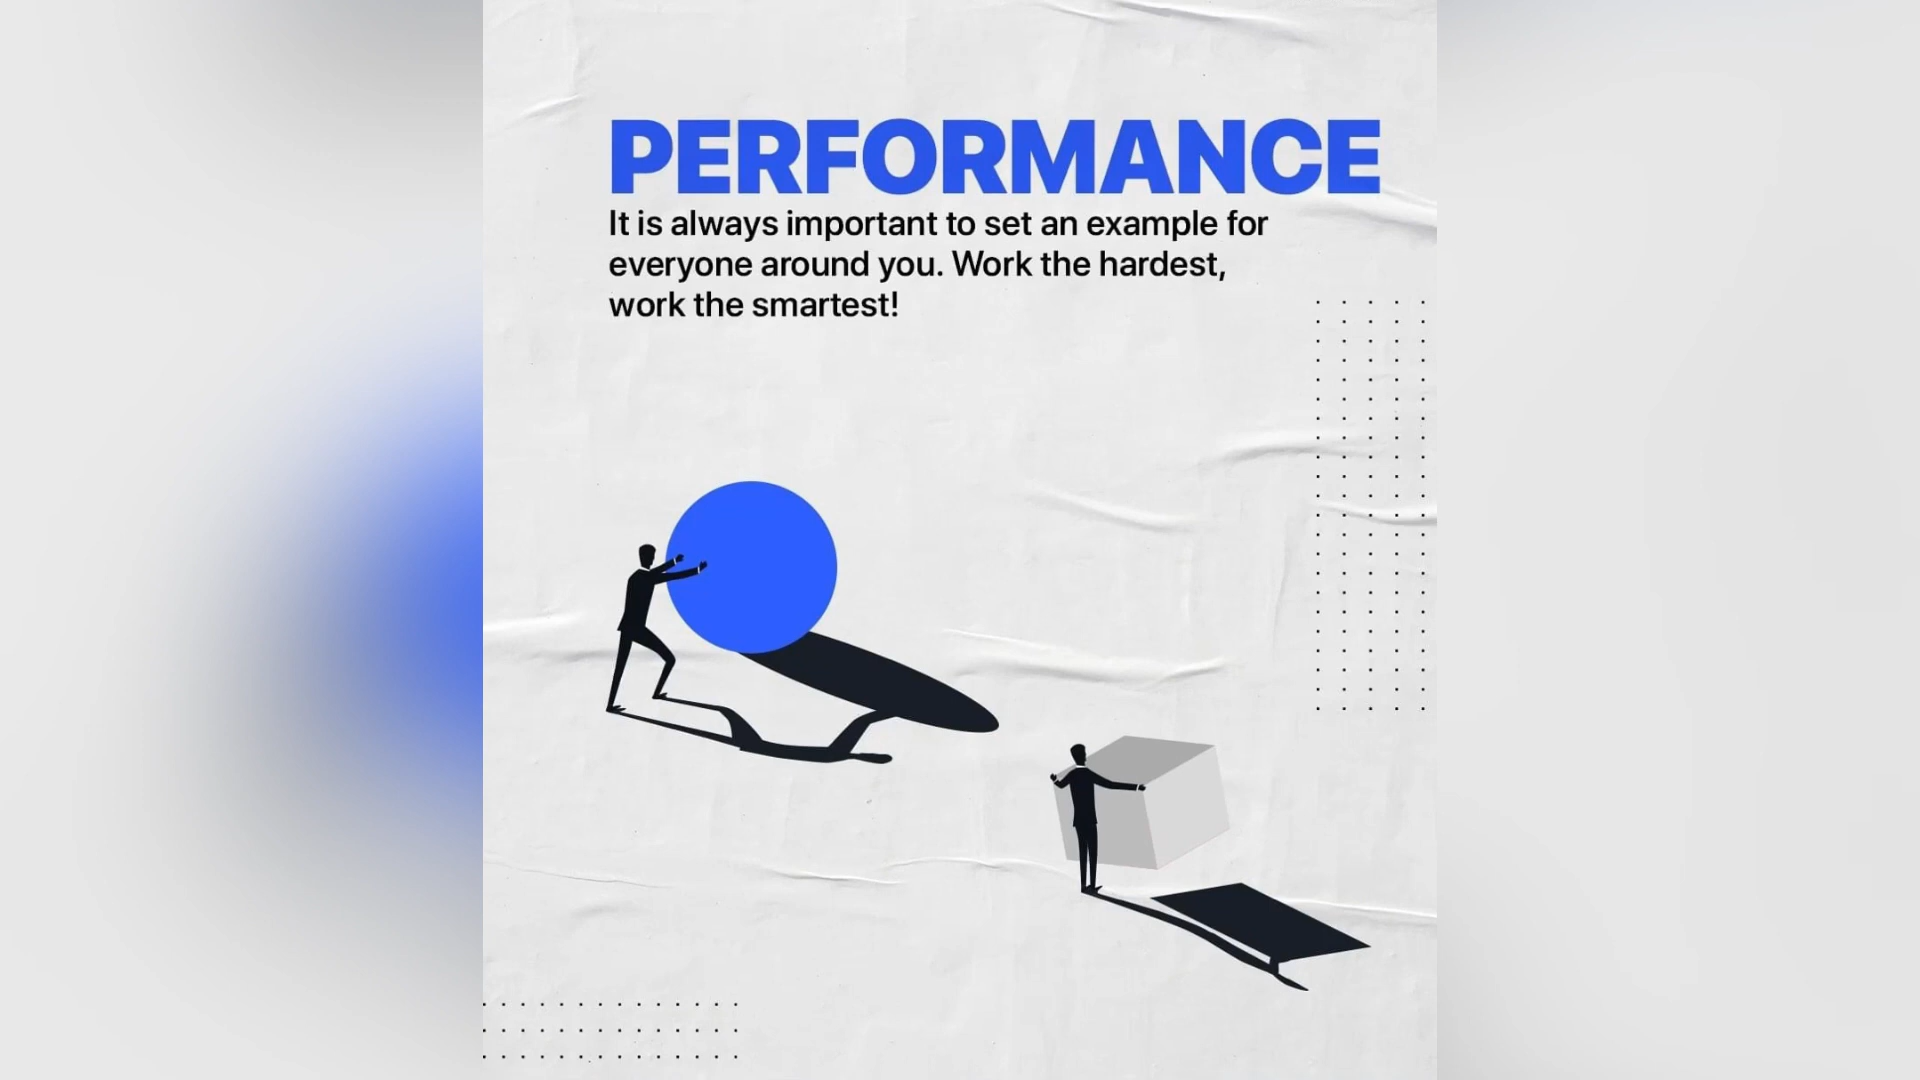 PERFORMANCE
It is always important to set an example for
everyone around you. Work the hardest,
work the smartest!